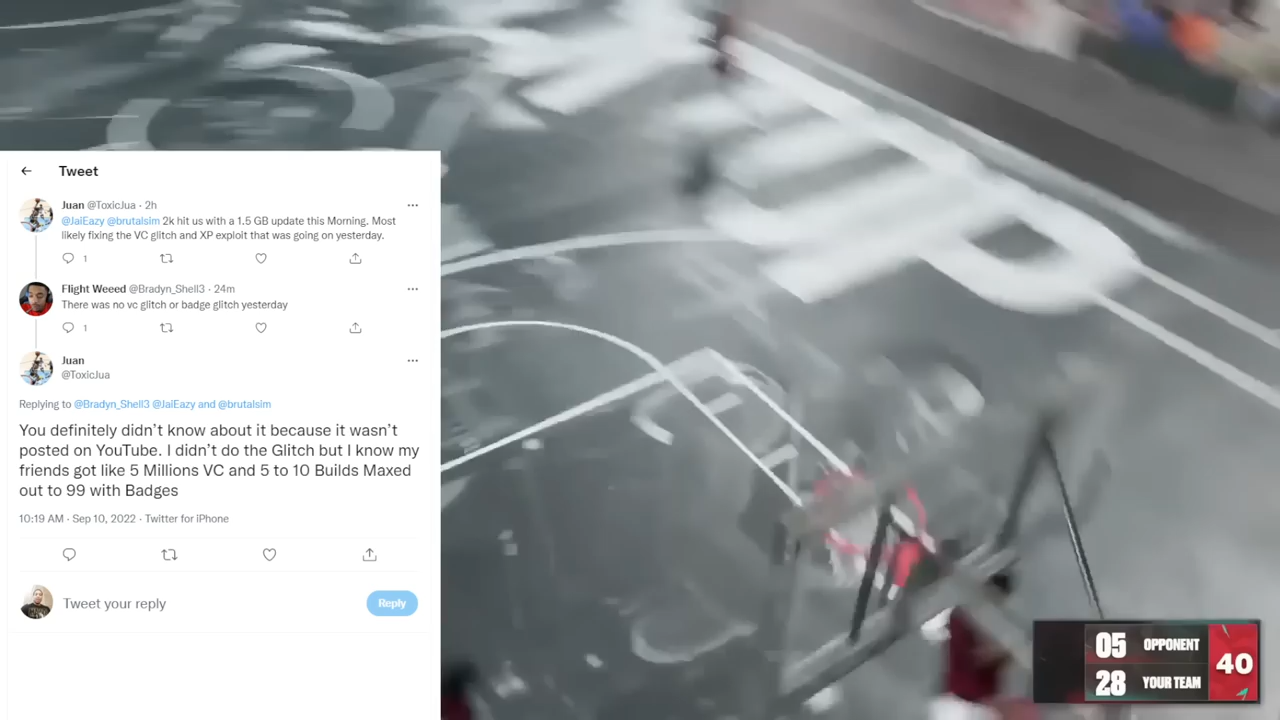 Tweet
Juan @ToxicJua · 2h
@JaiEazy @brutalsim 2k hit us with a 1.5 GB update this Morning. Most
likely fixing the VC glitch and XP exploit that was going on yesterday.
1
Flight Weeed @Bradyn_Shell3 · 24m
There was no vc glitch or badge glitch yesterday
1
Juan
@ToxicJua
Replying to @Bradyn_Shell3 @JaiEazy and @brutalsim
You definitely didn't know about it because it wasn't
posted on YouTube. I didn't do the Glitch but I know my
friends got like 5 Millions VC and 5 to 10 Builds Maxed
out to 99 with Badges
10:19 AM · Sep 10, 2022 · Twitter for iPhone
Tweet your reply
Reply
05 OPPONENT
28 YOUR TEAM
40